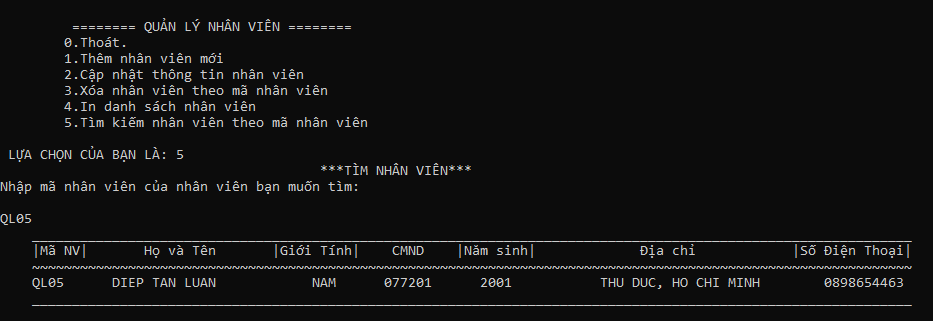 ======== QUẢN LÝ NHÂN VIÊN ========
0.Thoát.
1.Thêm nhân viên mới
2.Cập nhật thông tin nhân viên
3.Xóa nhân viên theo mã nhân viên
4.In danh sách nhân viên
5.Tìm kiếm nhân viên theo mã nhân viên
LỰA CHỌN CỦA BẠN LÀ: 5
***TÌM NHÂN VIÊN***
Nhập mã nhân viên của nhân viên bạn muốn tìm:
QL05
|Mã NV| Họ và Tên |Giới Tính| CMND |Năm sinh| Địa chỉ |Số Điện Thoại|
QL05 DIEP TAN LUAN NAM 077201 2001 THU DUC, HO CHI MINH 0898654463